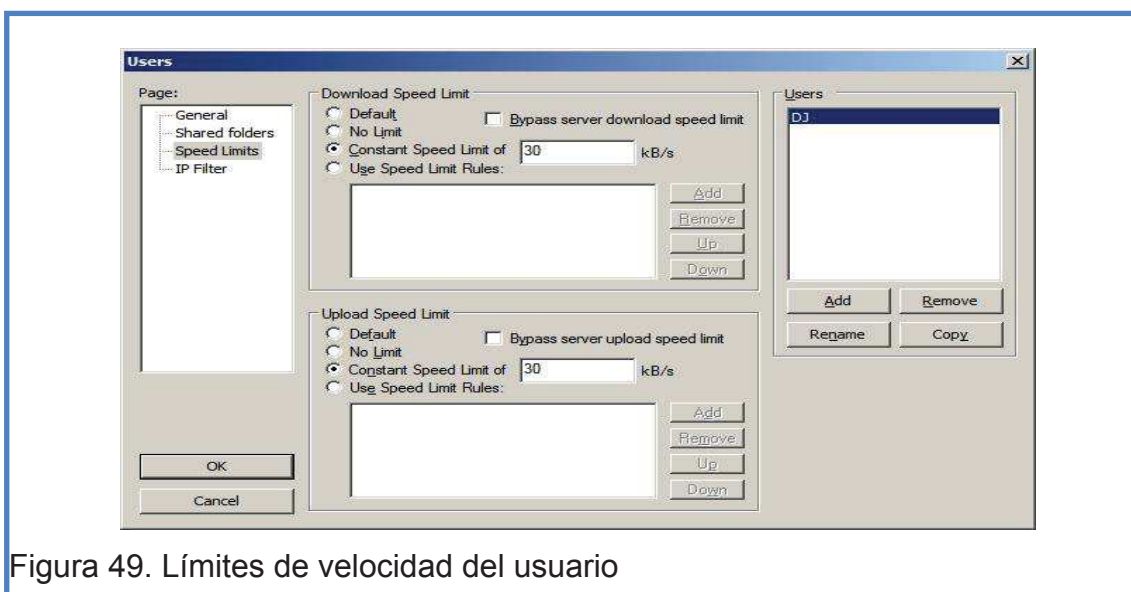 Users
Page:
General
Shared folders
Speed Limits
IP Filter
OK
Cancel
Download Speed Limit
Default
Bypass server download speed limit
No Limit
Constant Speed Limit of 30 kB/s
Use Speed Limit Rules:
Add
Remove
Up
Down
Upload Speed Limit
Default
Bypass server upload speed limit
No Limit
Constant Speed Limit of 30 kB/s
Use Speed Limit Rules:
Add
Remove
Up
Down
Users
DJ
Add Remove
Rename Copy
Figura 49. Límites de velocidad del usuario